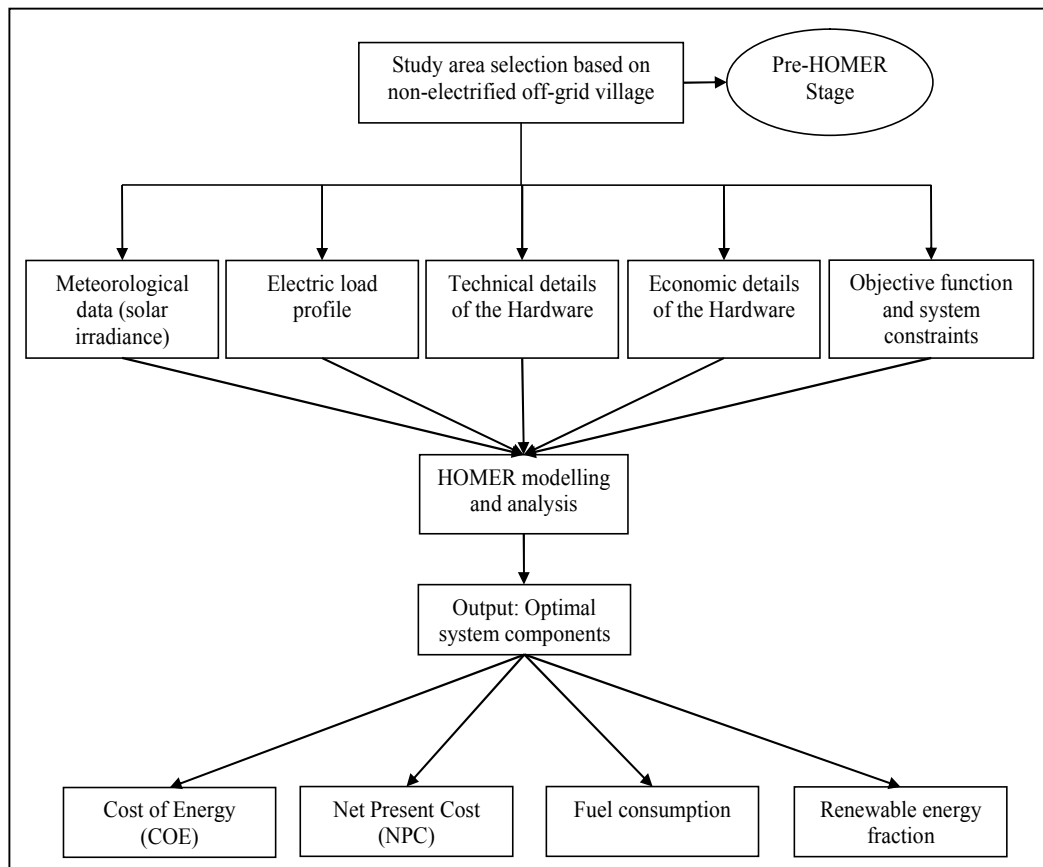 Study area selection based on
non-electrified off-grid village
Pre-HOMER
Stage
Meteorological
data (solar
irradiance)
Electric load
profile
Technical details
of the Hardware
Economic details
of the Hardware
Objective function
and system
constraints
HOMER modelling
and analysis
Output: Optimal
system components
Cost of Energy
(COE)
Net Present Cost
(NPC)
Fuel consumption
Renewable energy
fraction